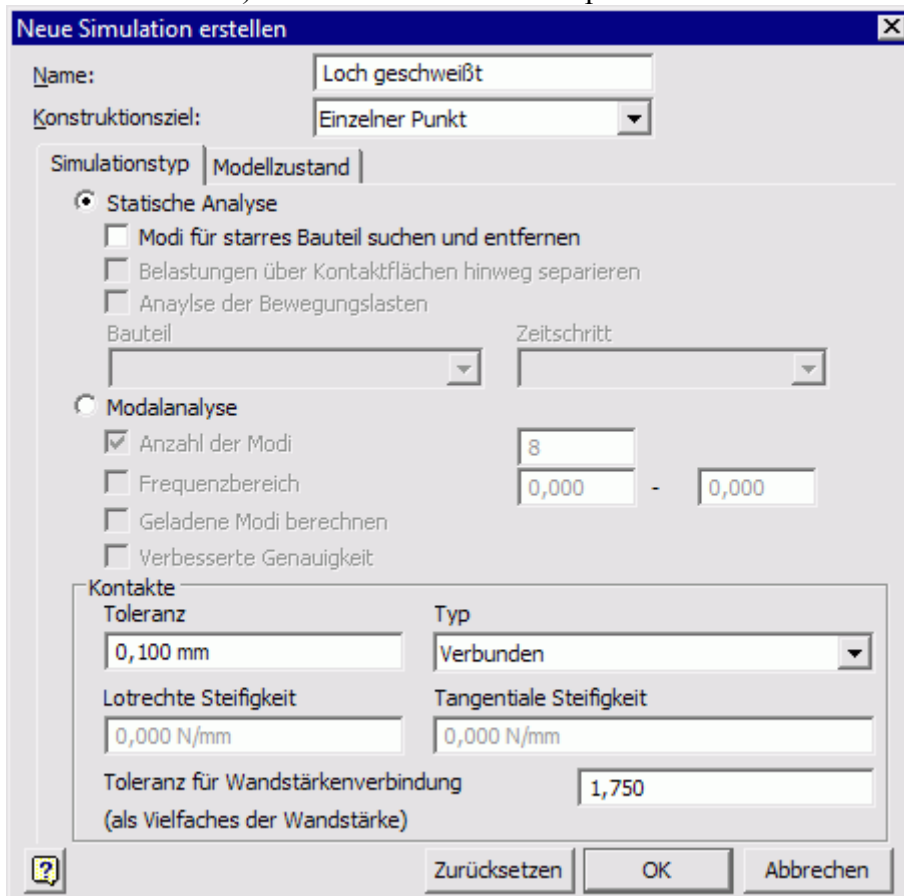 Neue Simulation erstellen
Name: Loch geschweißt
Konstruktionsziel: Einzelner Punkt
Simulationstyp Modellzustand
Statische Analyse
Modi für starres Bauteil suchen und entfernen
Belastungen über Kontaktflächen hinweg separieren
Anaylse der Bewegungslasten
Bauteil Zeitschritt
Modalanalyse
Anzahl der Modi 8
Frequenzbereich 0,000 - 0,000
Geladene Modi berechnen
Verbesserte Genauigkeit
Kontakte
Toleranz Typ
0,100 mm Verbunden
Lotrechte Steifigkeit Tangentiale Steifigkeit
0,000 N/mm 0,000 N/mm
Toleranz für Wandstärkenverbindung 1,750
(als Vielfaches der Wandstärke)
Zurücksetzen OK Abbrechen